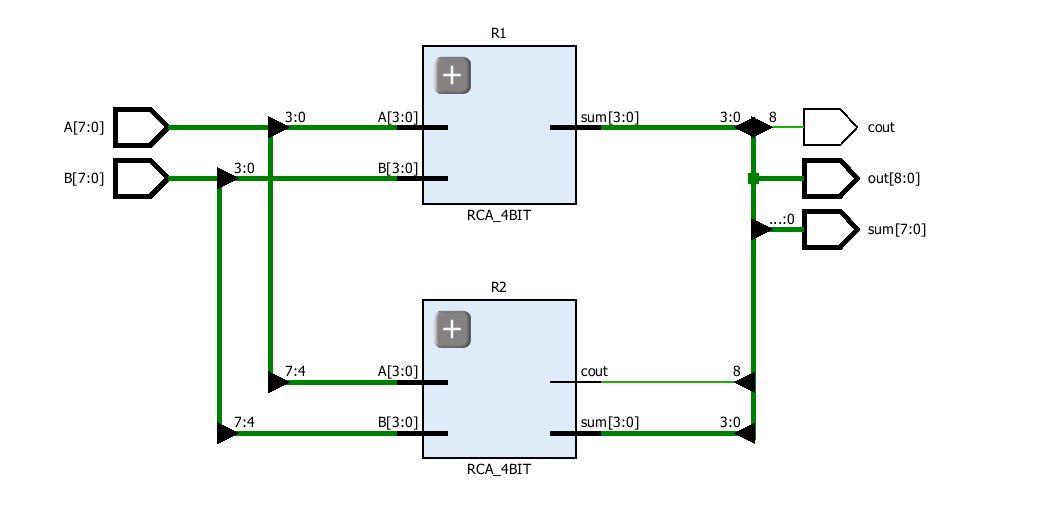 R1
A[7:0] 3:0 A[3:0] sum[3:0] 3:0 8 cout
B[7:0] 3:0 B[3:0] out[8:0]
RCA_4BIT
...:0 sum[7:0]
R2
7:4 A[3:0] cout 8
7:4 B[3:0] sum[3:0] 3:0
RCA_4BIT